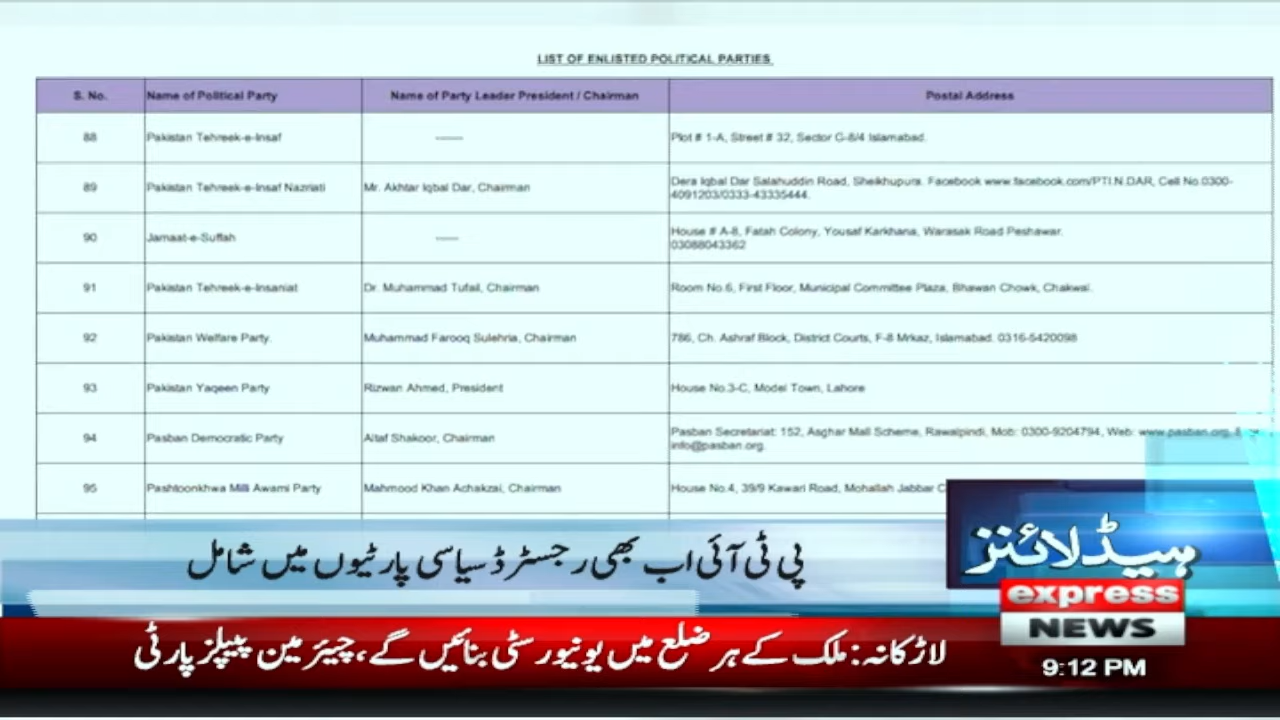 LIST OF ENLISTED POLITICAL PARTIES
S. No. Name of Political Party Name of Party Leader President / Chairman Postal Address
88 Pakistan Tehreek-e-Insaf ------ Plot # 1-A, Street # 32, Sector G-8/4 Islamabad.
89 Pakistan Tehreek-e-Insaf Nazriati Mr. Akhtar Iqbal Dar, Chairman Dera Iqbal Dar Salahuddin Road, Sheikhupura. Facebook www.facebook.com/PTI.N.DAR, Cell No.0300-
4091203/0333-43335444.
90 Jamaat-e-Suffah ----- House # A-8, Fatah Colony, Yousaf Karkhana, Warasak Road Peshawar.
03088043362
91 Pakistan Tehreek-e-Insaniat Dr. Muhammad Tufail, Chairman Room No.6, First Floor, Municipal Committee Plaza, Bhawan Chowk, Chakwal.
92 Pakistan Welfare Party. Muhammad Farooq Sulehria, Chairman 786, Ch. Ashraf Block, District Courts, F-8 Mrkaz, Islamabad. 0316-5420098
93 Pakistan Yaqeen Party Rizwan Ahmed, President House No.3-C, Model Town, Lahore
94 Pasban Democratic Party Altaf Shakoor, Chairman Pasban Secretariat: 152, Asghar Mall Scheme, Rawalpindi, Mob: 0300-9204794, Web: www.pasban.org,
info@pasban.org.
95 Pashtoonkhwa Milli Awami Party Mahmood Khan Achakzai, Chairman House No.4, 39/9 Kawari Road, Mohallah Jabbar
پی ٹی آئی اب بھی رجسٹرڈ سیاسی پارٹیوں میں شامل
ہیڈلائنز
express
NEWS
9:12 PM
لاڑکانہ: ملک کے ہر ضلع میں یونیورسٹی بنائیں گے، چیئرمین پیپلز پارٹی